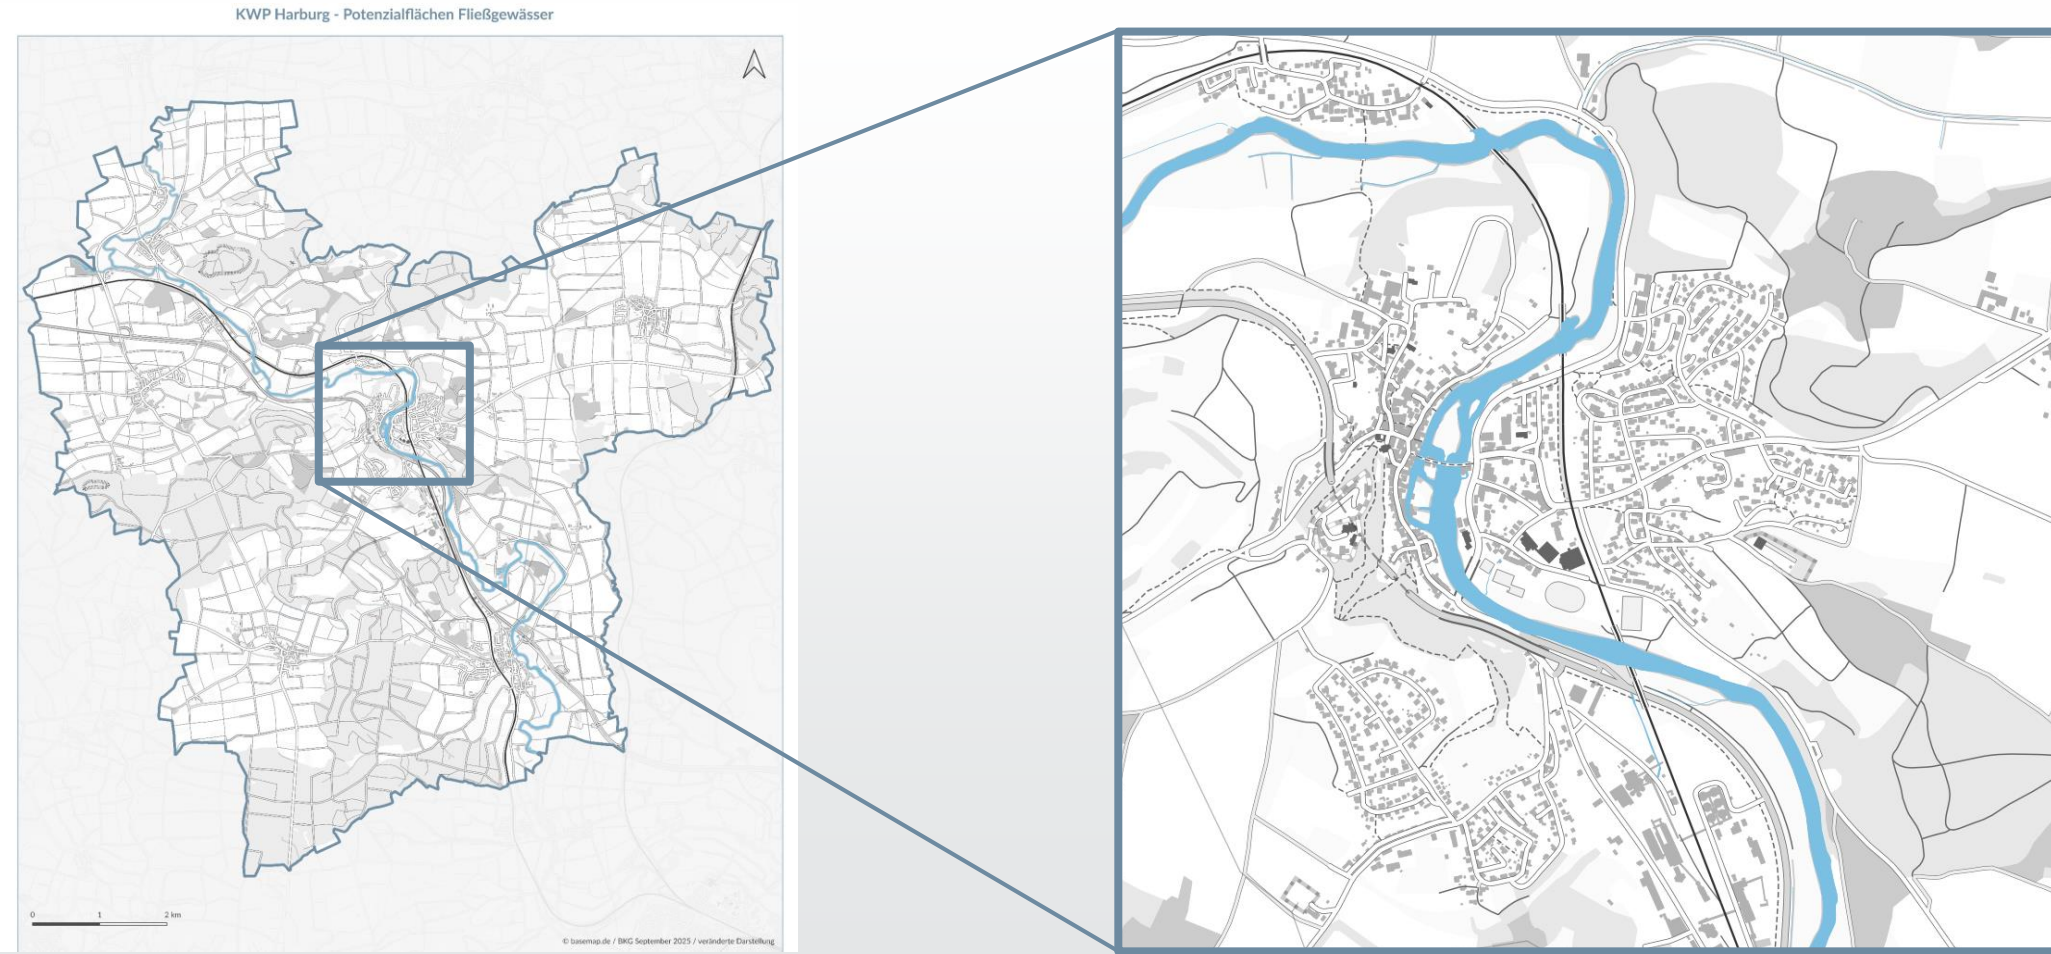 KWP Harburg - Potenzialflächen Fließgewässer
0 1 2 km
© basemap.de / BKG September 2025 / veränderte Darstellung